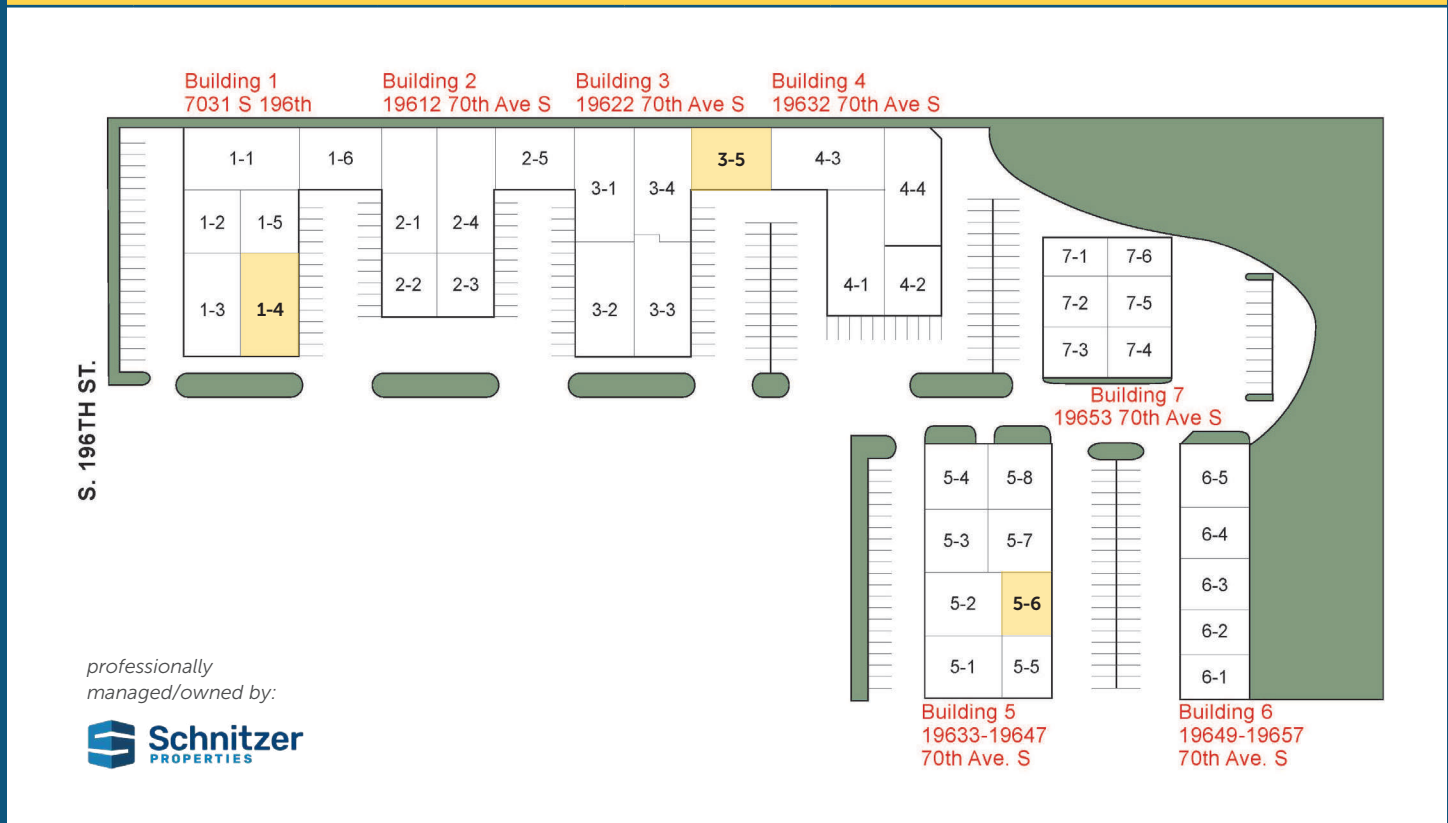 Building 1
7031 S 196th
Building 2
19612 70th Ave S
Building 3
19622 70th Ave S
Building 4
19632 70th Ave S
1-1
1-6
2-5
3-5
4-3
3-1
3-4
4-4
1-2
1-5
2-1
2-4
1-3
1-4
2-2
2-3
3-2
3-3
4-1
4-2
7-1
7-6
7-2
7-5
7-3
7-4
Building 7
19653 70th Ave S
S. 196TH ST.
5-4
5-8
5-3
5-7
5-2
5-6
5-1
5-5
6-5
6-4
6-3
6-2
6-1
Building 5
19633-19647
70th Ave. S
Building 6
19649-19657
70th Ave. S
professionally
managed/owned by:
Schnitzer
PROPERTIES